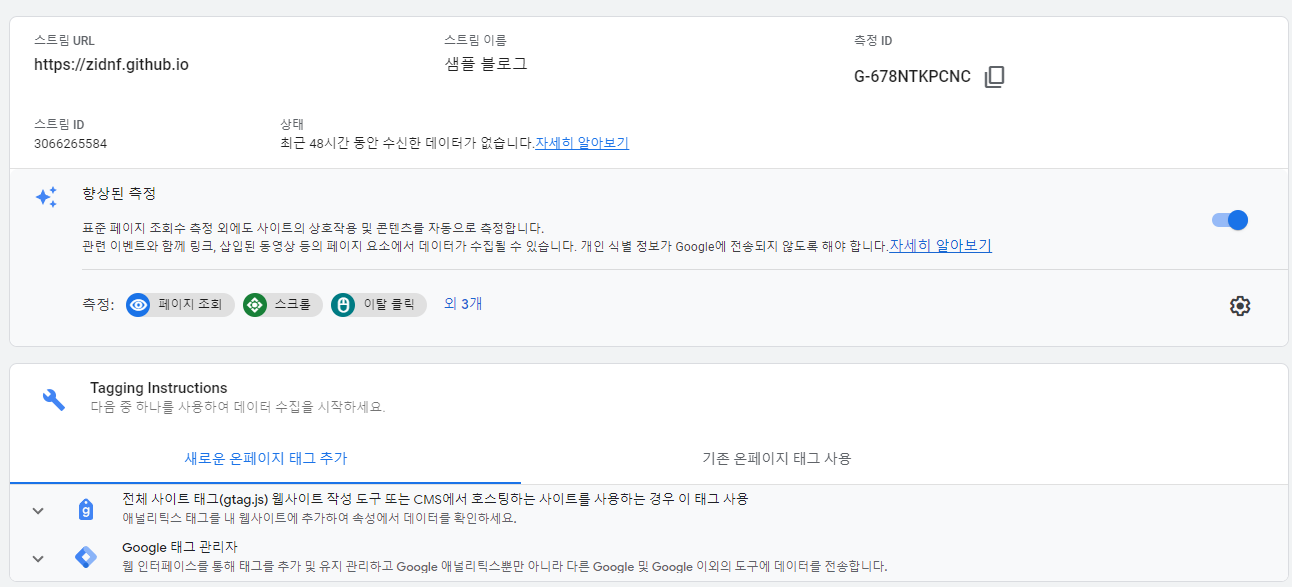 스트림 URL
스트림 이름
측정 ID
https://zidnf.github.io
샘플 블로그
G-678NTKPCNC
스트림 ID
상태
3066265584
최근 48시간 동안 수신한 데이터가 없습니다.자세히 알아보기
향상된 측정
표준 페이지 조회수 측정 외에도 사이트의 상호작용 및 콘텐츠를 자동으로 측정합니다.
관련 이벤트와 함께 링크, 삽입된 동영상 등의 페이지 요소에서 데이터가 수집될 수 있습니다. 개인 식별 정보가 Google에 전송되지 않도록 해야 합니다.자세히 알아보기
측정: 페이지 조회 스크롤 이탈 클릭 외 3개
Tagging Instructions
다음 중 하나를 사용하여 데이터 수집을 시작하세요.
새로운 온페이지 태그 추가
기존 온페이지 태그 사용
전체 사이트 태그(gtag.js) 웹사이트 작성 도구 또는 CMS에서 호스팅하는 사이트를 사용하는 경우 이 태그 사용
g
애널리틱스 태그를 내 웹사이트에 추가하여 속성에서 데이터를 확인하세요.
Google 태그 관리자
웹 인터페이스를 통해 태그를 추가 및 유지 관리하고 Google 애널리틱스뿐만 아니라 다른 Google 및 Google 이외의 도구에 데이터를 전송합니다.